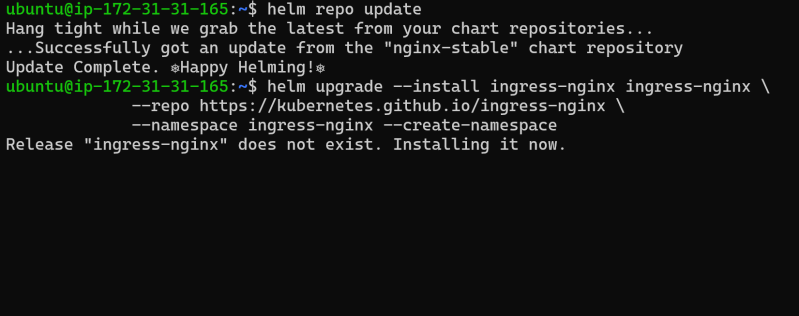 ubuntu@ip-172-31-31-165:~$ helm repo update
Hang tight while we grab the latest from your chart repositories...
...Successfully got an update from the "nginx-stable" chart repository
Update Complete. ⎈Happy Helming!⎈
ubuntu@ip-172-31-31-165:~$ helm upgrade --install ingress-nginx ingress-nginx \
--repo https://kubernetes.github.io/ingress-nginx \
--namespace ingress-nginx --create-namespace
Release "ingress-nginx" does not exist. Installing it now.